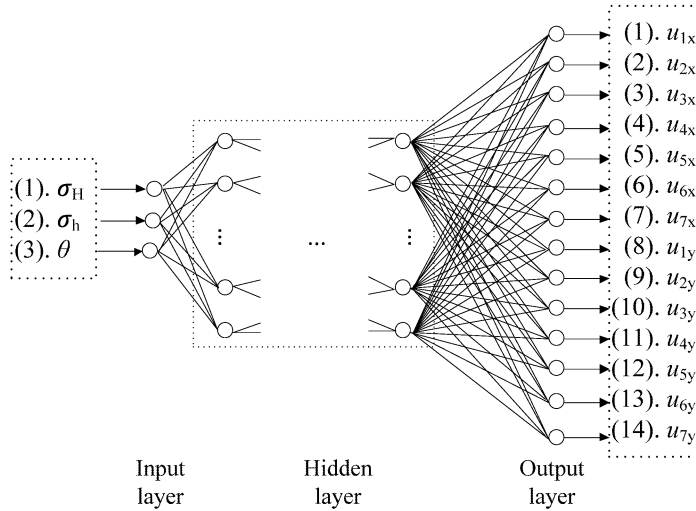 (1). σH
(2). σh
(3). θ
⋮
...
⋮
(1). u1x
(2). u2x
(3). u3x
(4). u4x
(5). u5x
(6). u6x
(7). u7x
(8). u1y
(9). u2y
(10). u3y
(11). u4y
(12). u5y
(13). u6y
(14). u7y
Input
layer
Hidden
layer
Output
layer